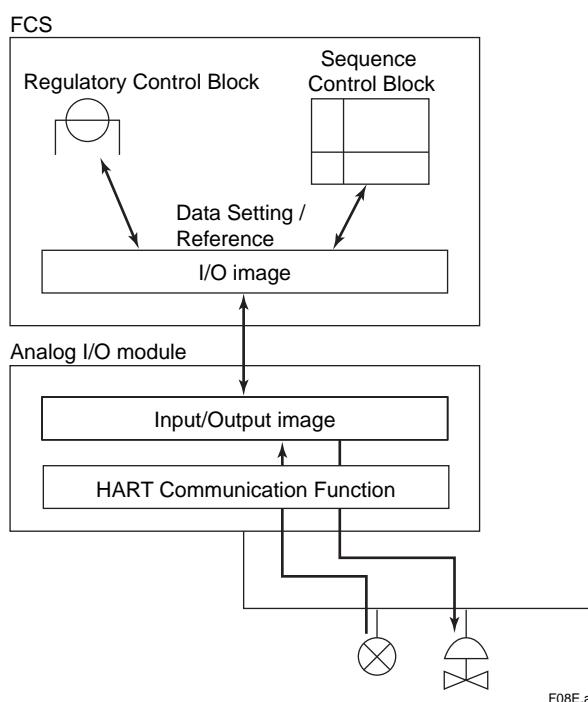 FCS
Regulatory Control Block
Sequence
Control Block
Data Setting /
Reference
I/O image
Analog I/O module
Input/Output image
HART Communication Function